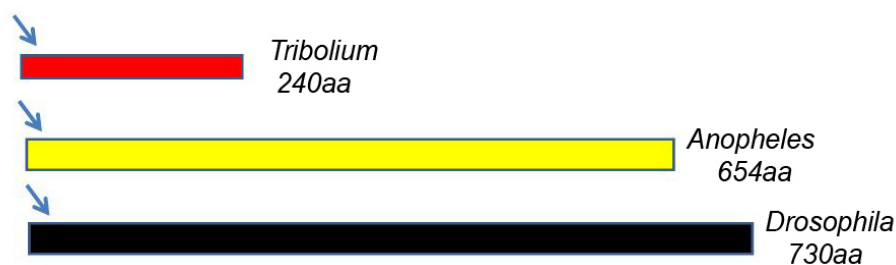 Tribolium
240aa
Anopheles
654aa
Drosophila
730aa